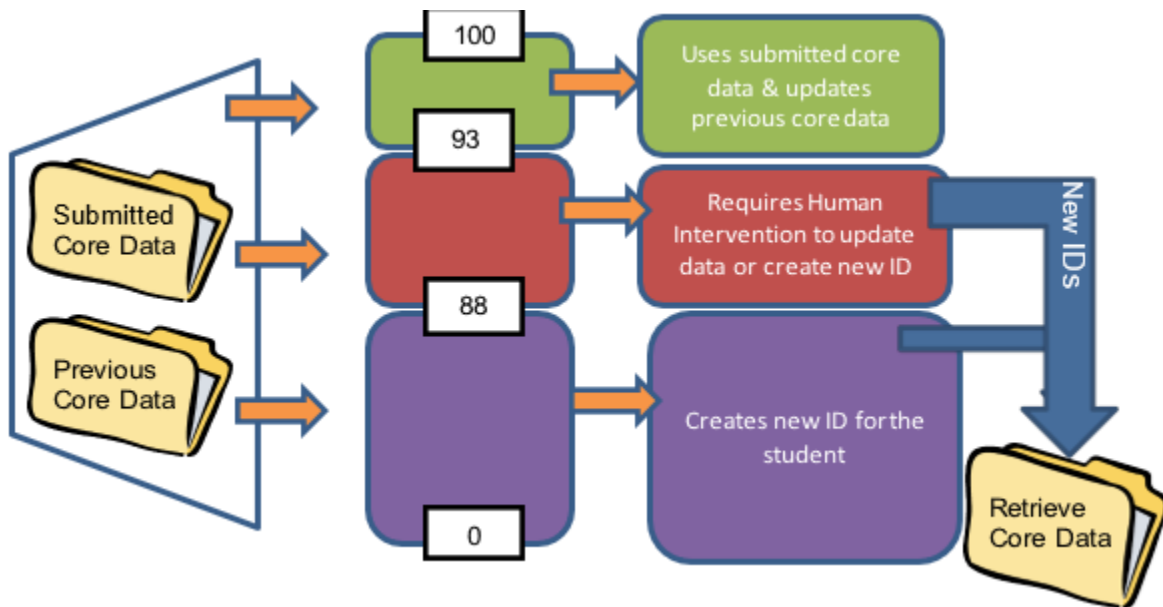 Submitted
Core Data
Previous
Core Data
100
93
88
0
Uses submitted core
data & updates
previous core data
Requires Human
Intervention to update
data or create new ID
Creates new ID for the
student
New IDs
Retrieve
Core Data